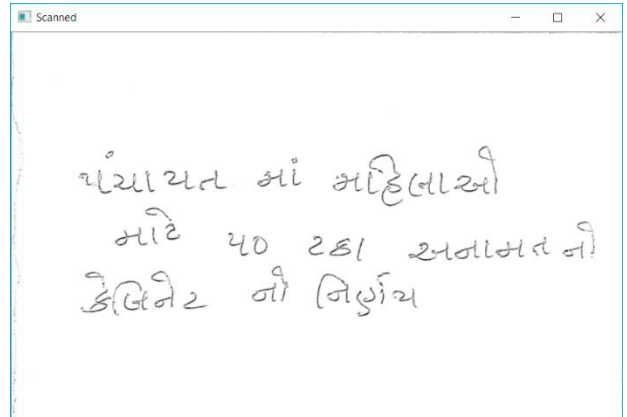 Scanned
પંચાયત માં મહિલાઓ
માટે ૫૦ ટકા અનામત નો
કેબિનેટ નો નિર્ણય